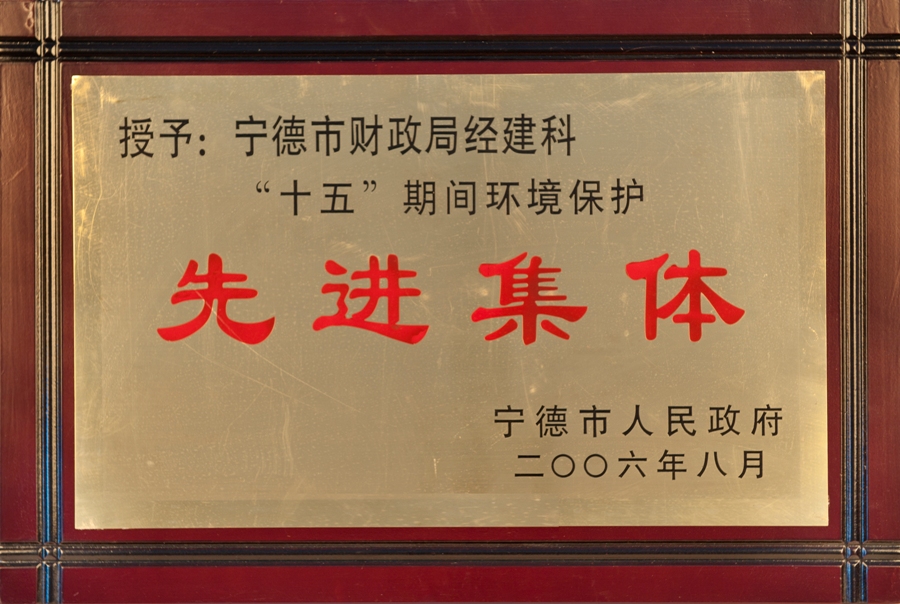 授予：宁德市财政局经建科
“十五”期间环境保护
先进集体
宁德市人民政府
二〇〇六年八月